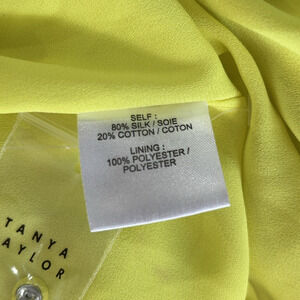 SELF :
80% SILK / SOIE
20% COTTON / COTON
LINING :
100% POLYESTER /
POLYESTER
TANYA
TAYLOR